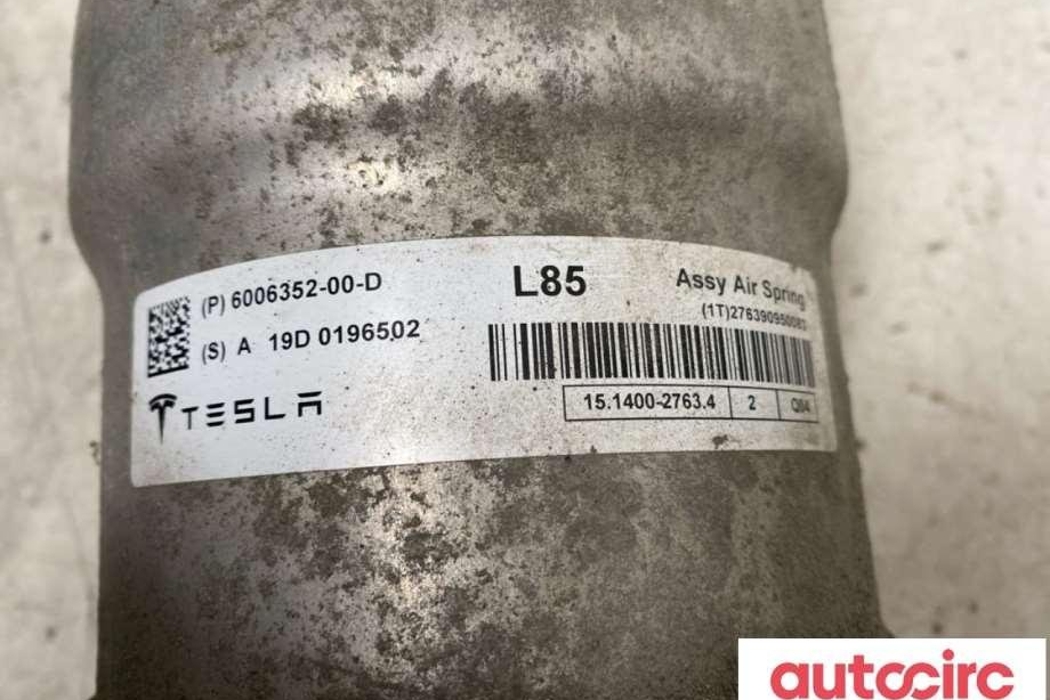 (P) 6006352-00-D
(S) A 19D 0196502
TESLA
L85
Assy Air Spring
15.1400-2763.4 2
autocirc